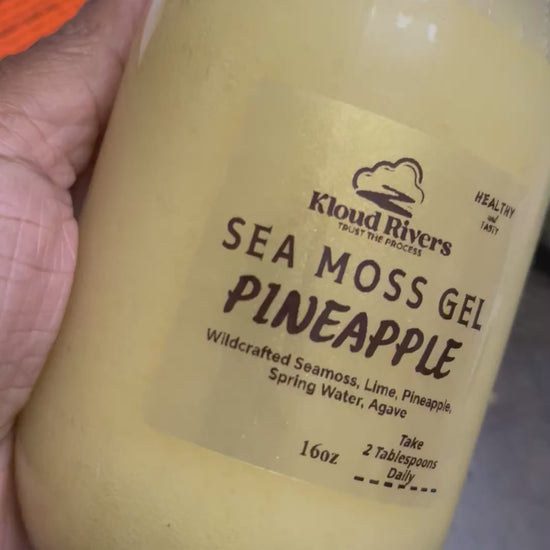 Kloud Rivers
TRUST THE PROCESS
HEALTHY
and
TASTY
SEA MOSS GEL
PINEAPPLE
Wildcrafted Seamoss, Lime, Pineapple,
Spring Water, Agave
16oz
Take
2 Tablespoons
Daily